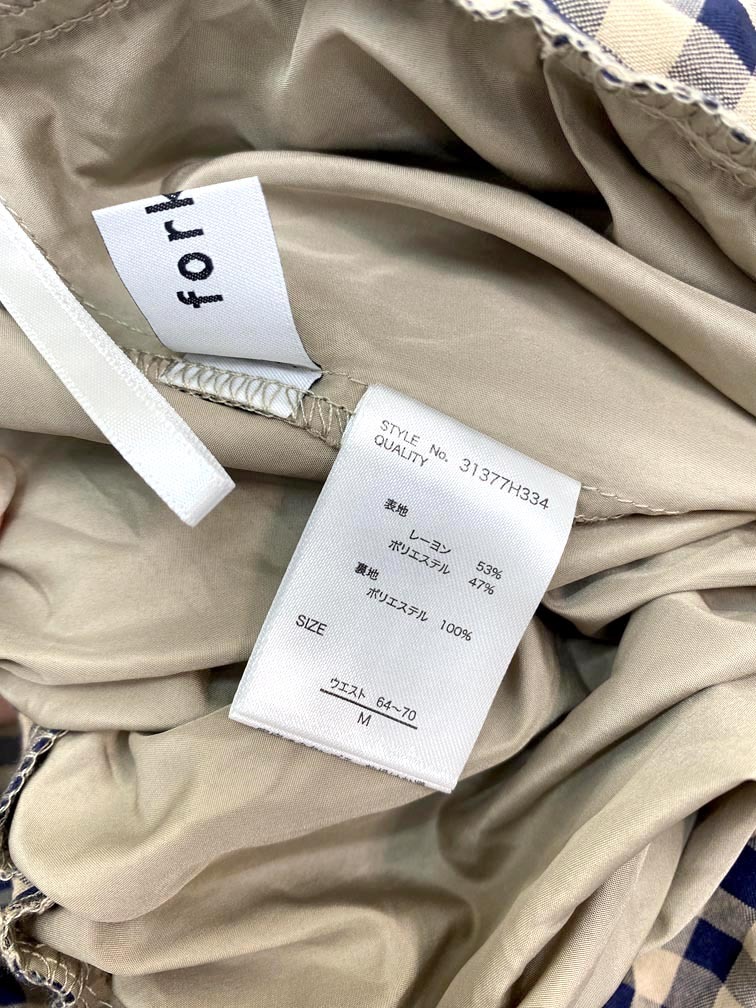 fork
STYLE No. 31377H334
QUALITY
表地
レーヨン 53%
ポリエステル 47%
裏地
ポリエステル 100%
SIZE
ウエスト 64～70
M